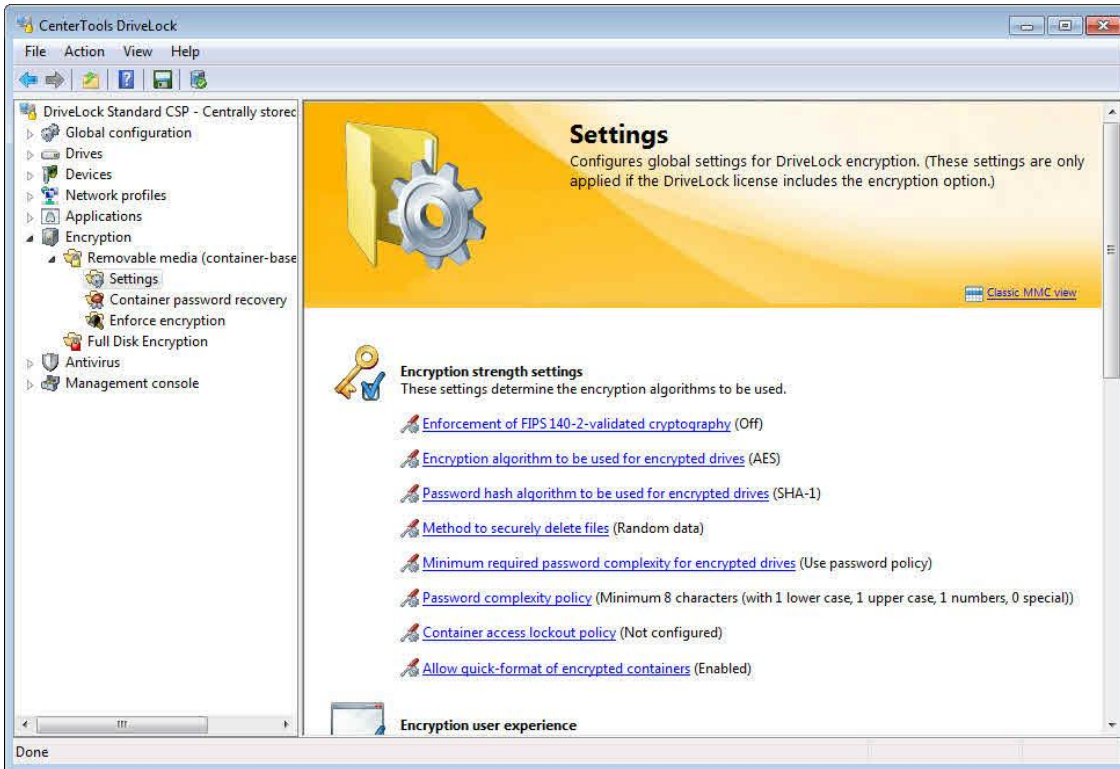 CenterTools DriveLock
File Action View Help
DriveLock Standard CSP - Centrally storec
Global configuration
Drives
Devices
Network profiles
Applications
Encryption
Removable media (container-base
Settings
Container password recovery
Enforce encryption
Full Disk Encryption
Antivirus
Management console
Settings
Configures global settings for DriveLock encryption. (These settings are only
applied if the DriveLock license includes the encryption option.)
Classic MMC view
Encryption strength settings
These settings determine the encryption algorithms to be used.
Enforcement of FIPS 140-2-validated cryptography (Off)
Encryption algorithm to be used for encrypted drives (AES)
Password hash algorithm to be used for encrypted drives (SHA-1)
Method to securely delete files (Random data)
Minimum required password complexity for encrypted drives (Use password policy)
Password complexity policy (Minimum 8 characters (with 1 lower case, 1 upper case, 1 numbers, 0 special))
Container access lockout policy (Not configured)
Allow quick-format of encrypted containers (Enabled)
Encryption user experience
Done